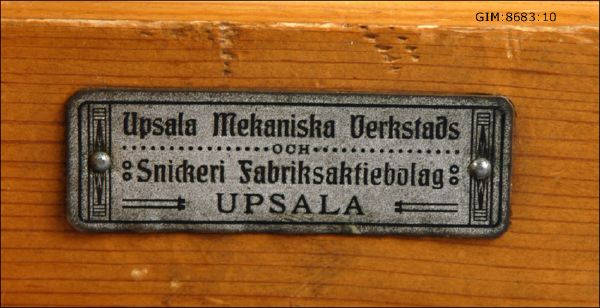 GIM:8683:10
Upsala Mekaniska Verkstads
OCH
Snickeri Fabriksaktiebolag
UPSALA